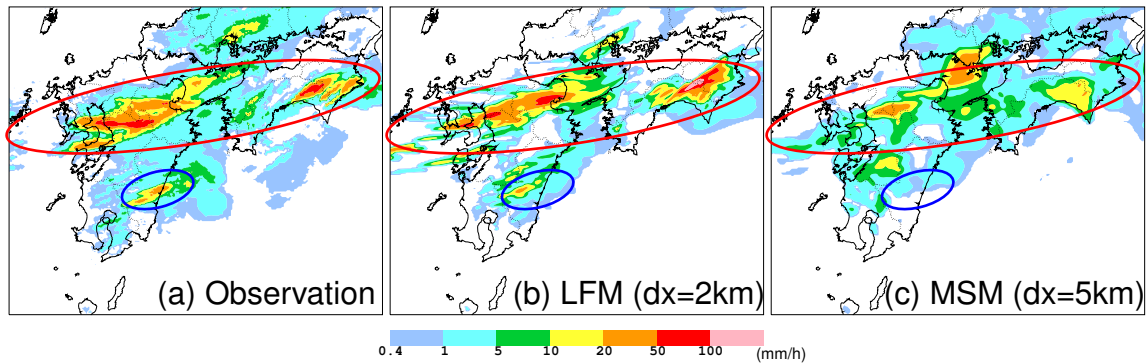 (a) Observation
(b) LFM (dx=2km)
(c) MSM (dx=5km)
0.4 1 5 10 20 50 100 (mm/h)